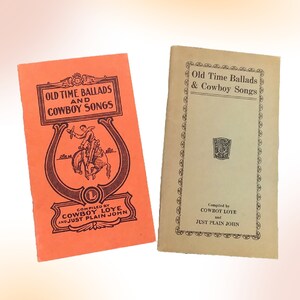 OLD TIME BALLADS
AND
COWBOY SONGS
L
COMPILED BY
COWBOY LOYE
AND JUST PLAIN JOHN
Old Time Ballads
& Cowboy Songs
Compiled by
COWBOY LOYE
and
JUST PLAIN JOHN